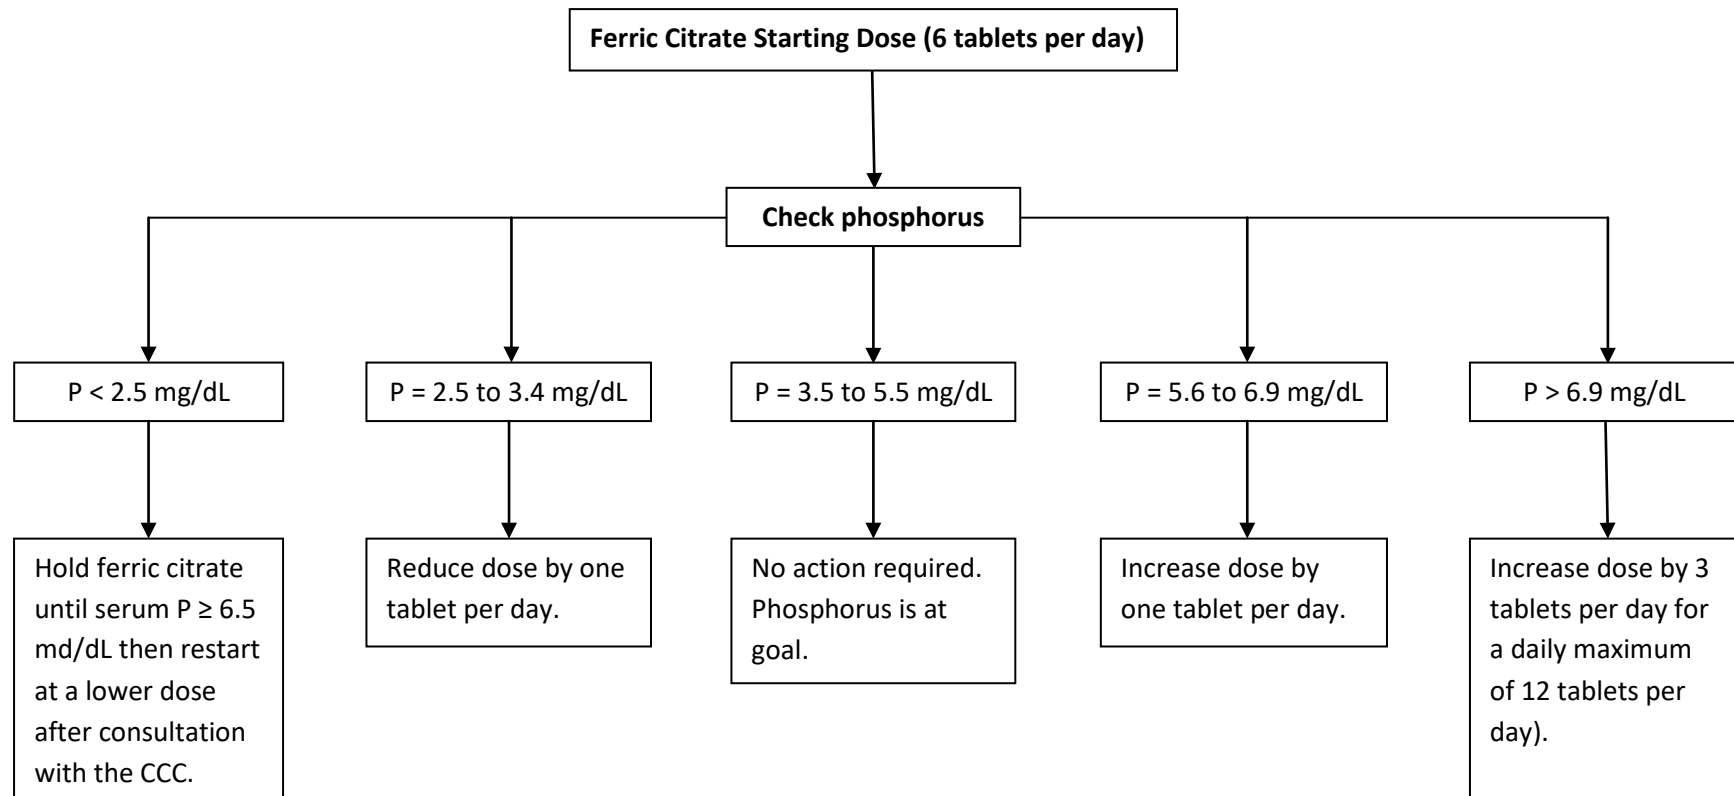 Ferric Citrate Starting Dose (6 tablets per day)
Check phosphorus
P < 2.5 mg/dL
P = 2.5 to 3.4 mg/dL
P = 3.5 to 5.5 mg/dL
P = 5.6 to 6.9 mg/dL
P > 6.9 mg/dL
Hold ferric citrate
until serum P ≥ 6.5
md/dL then restart
at a lower dose
after consultation
with the CCC.
Reduce dose by one
tablet per day.
No action required.
Phosphorus is at
goal.
Increase dose by
one tablet per day.
Increase dose by 3
tablets per day for
a daily maximum
of 12 tablets per
day).